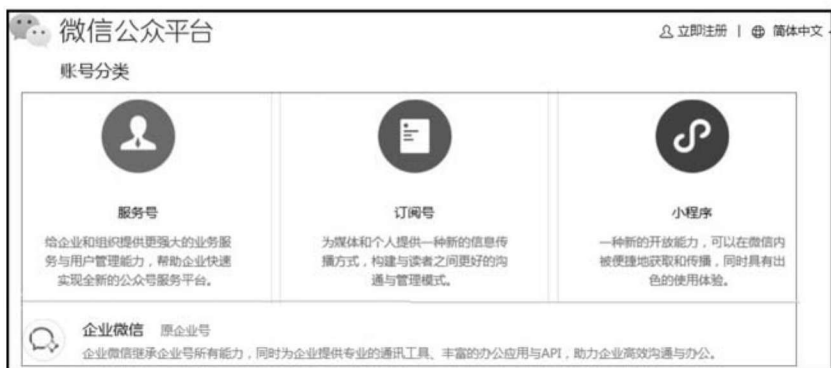 微信公众平台
立即注册 | 简体中文
账号分类
服务号
给企业和组织提供更强大的业务服
务与用户管理能力，帮助企业快速
实现全新的公众号服务平台。
订阅号
为媒体和个人提供一种新的信息传
播方式，构建与读者之间更好的沟
通与管理模式。
小程序
一种新的开放能力，可以在微信内
被便捷地获取和传播，同时具有出
色的使用体验。
企业微信 原企业号
企业微信继承企业号所有能力，同时为企业提供专业的通讯工具、丰富的办公应用与API，助力企业高效沟通与办公。